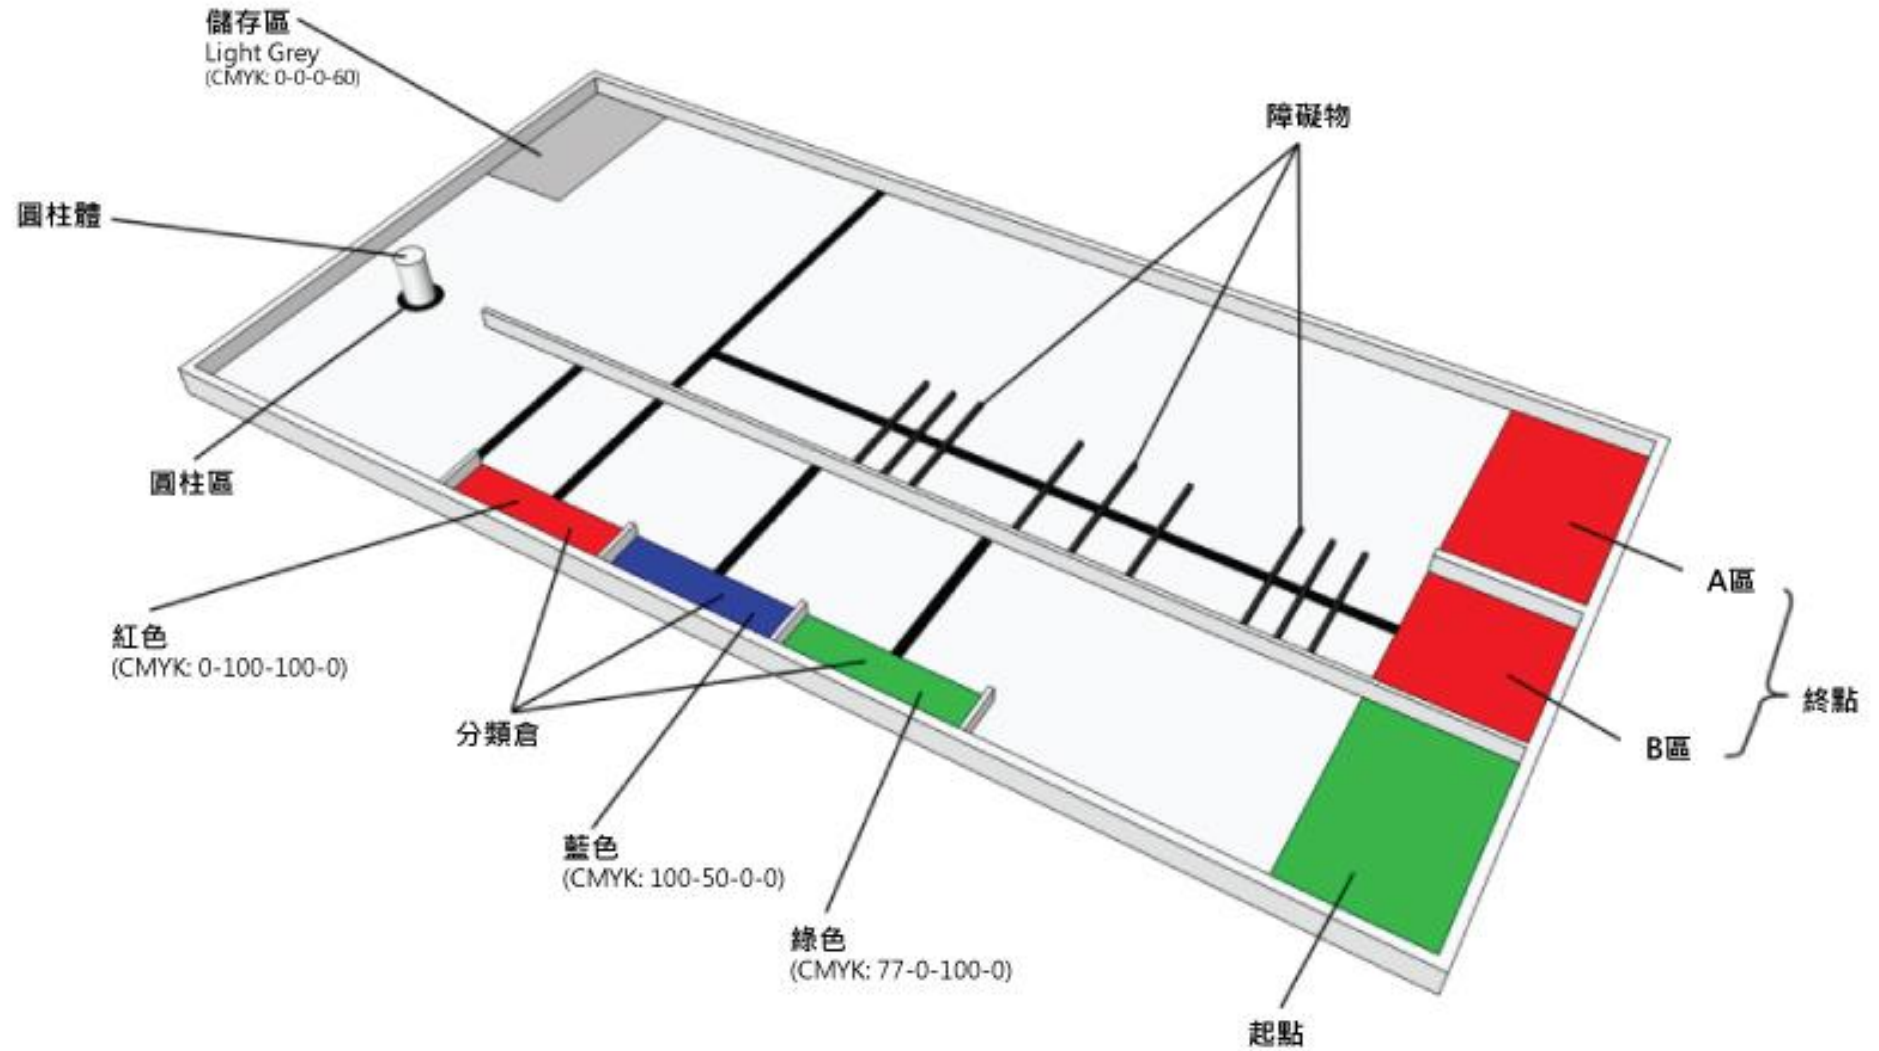 儲存區
Light Grey
(CMYK: 0-0-0-60)
障礙物
圓柱體
圓柱區
A區
紅色
(CMYK: 0-100-100-0)
終點
分類倉
B區
藍色
(CMYK: 100-50-0-0)
綠色
(CMYK: 77-0-100-0)
起點